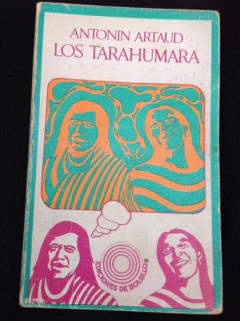 ANTONIN ARTAUD
LOS TARAHUMARA
EDICIONES DE BOLSILLO